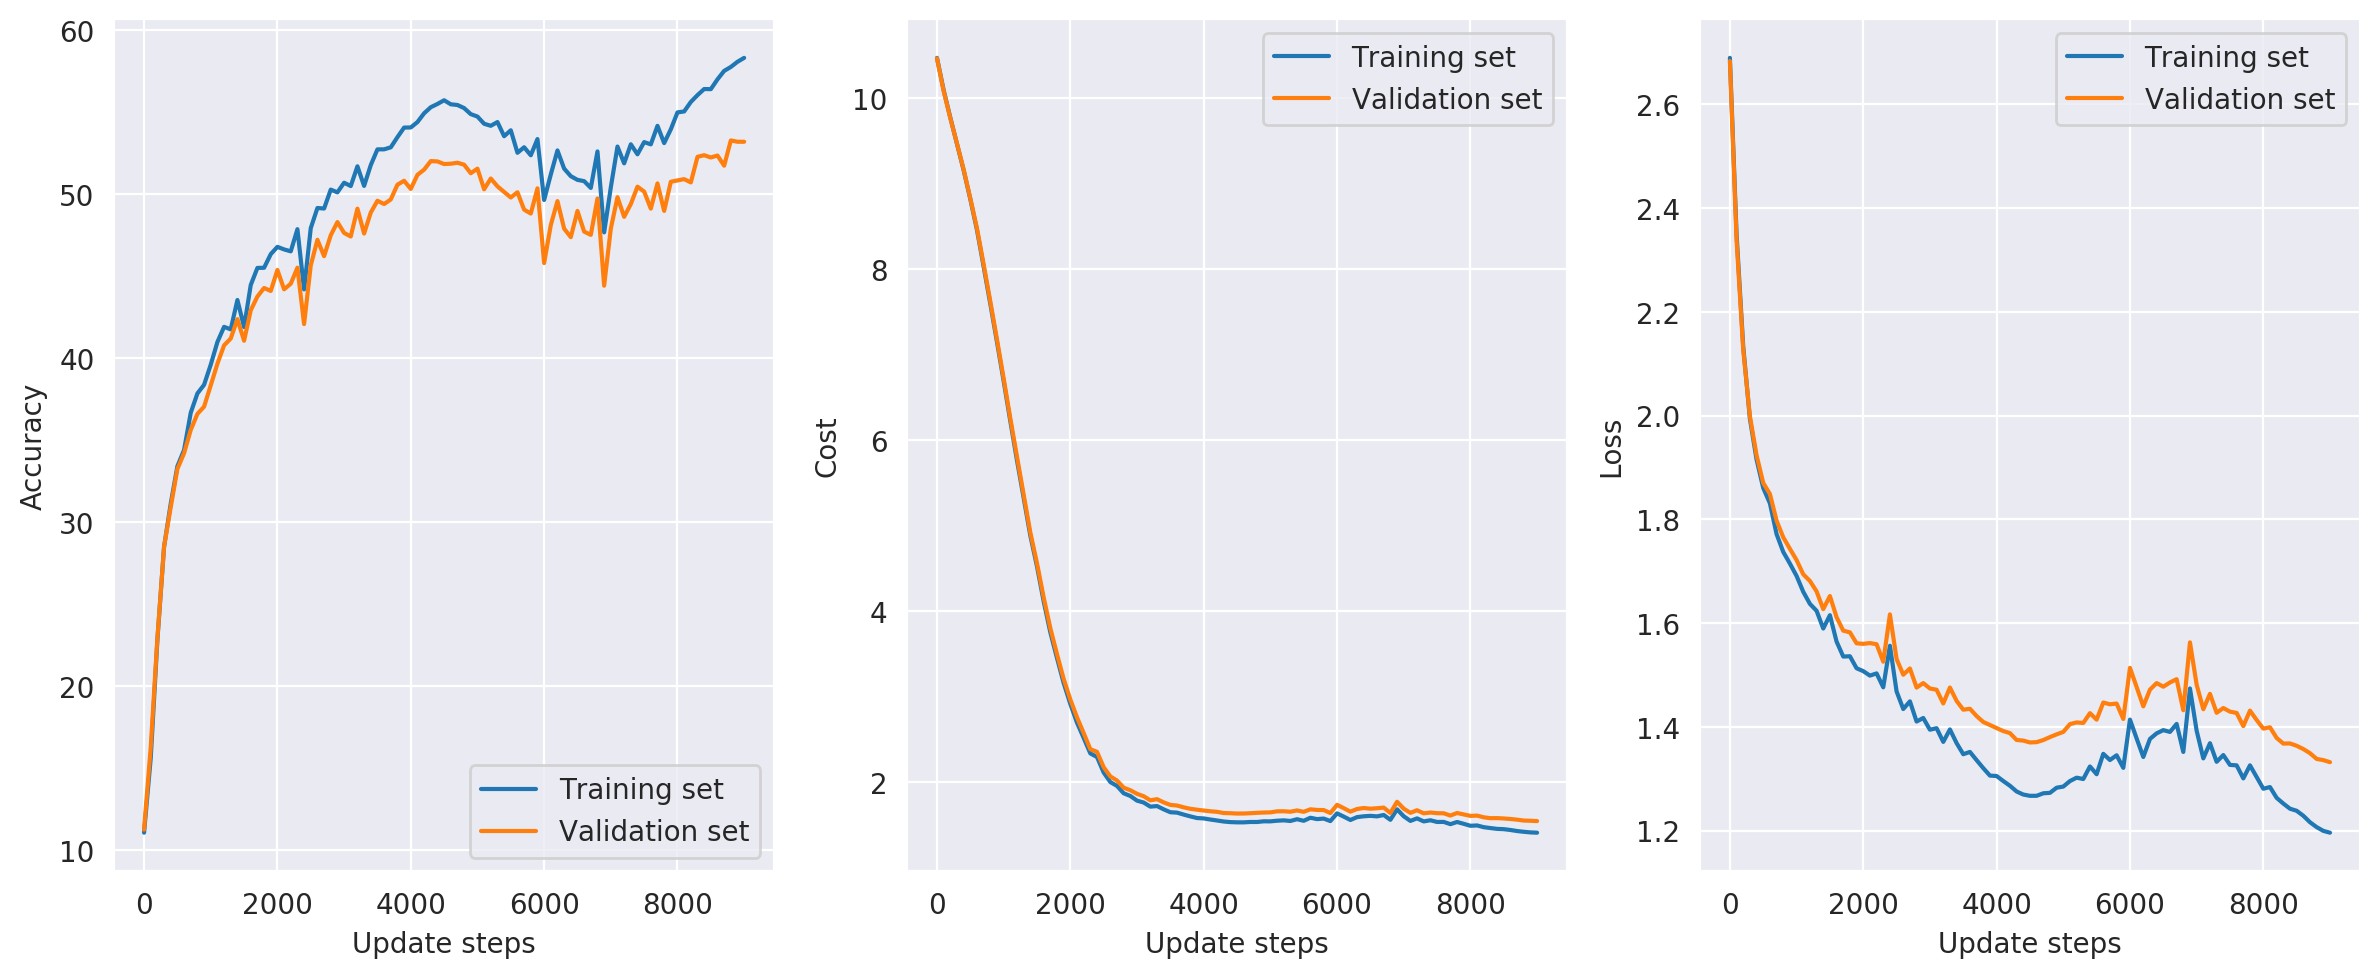 Accuracy
60
50
40
30
20
10
Training set
Validation set
0 2000 4000 6000 8000
Update steps
Cost
10
8
6
4
2
Training set
Validation set
0 2000 4000 6000 8000
Update steps
Loss
2.6
2.4
2.2
2.0
1.8
1.6
1.4
1.2
Training set
Validation set
0 2000 4000 6000 8000
Update steps